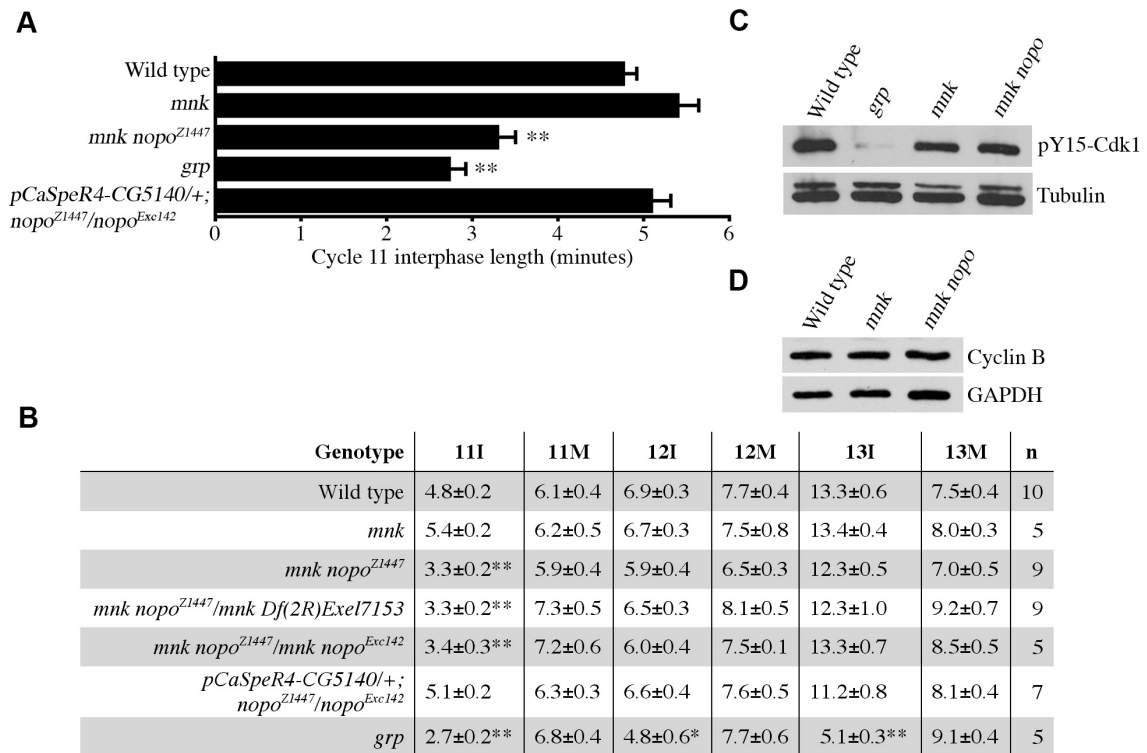 A
Wild type
mnk
mnk nopo^Z1447 **
grp **
pCaSpeR4-CG5140/+;
nopo^Z1447/nopo^Exc142
0 1 2 3 4 5 6
Cycle 11 interphase length (minutes)
C
Wild type grp mnk mnk nopo
pY15-Cdk1
Tubulin
D
Wild type mnk mnk nopo
Cyclin B
GAPDH
B
Genotype 11I 11M 12I 12M 13I 13M n
Wild type 4.8±0.2 6.1±0.4 6.9±0.3 7.7±0.4 13.3±0.6 7.5±0.4 10
mnk 5.4±0.2 6.2±0.5 6.7±0.3 7.5±0.8 13.4±0.4 8.0±0.3 5
mnk nopo^Z1447 3.3±0.2** 5.9±0.4 5.9±0.4 6.5±0.3 12.3±0.5 7.0±0.5 9
mnk nopo^Z1447/mnk Df(2R)Exel7153 3.3±0.2** 7.3±0.5 6.5±0.3 8.1±0.5 12.3±1.0 9.2±0.7 9
mnk nopo^Z1447/mnk nopo^Exc142 3.4±0.3** 7.2±0.6 6.0±0.4 7.5±0.1 13.3±0.7 8.5±0.5 5
pCaSpeR4-CG5140/+;
nopo^Z1447/nopo^Exc142 5.1±0.2 6.3±0.3 6.6±0.4 7.6±0.5 11.2±0.8 8.1±0.4 7
grp 2.7±0.2** 6.8±0.4 4.8±0.6* 7.7±0.6 5.1±0.3** 9.1±0.4 5